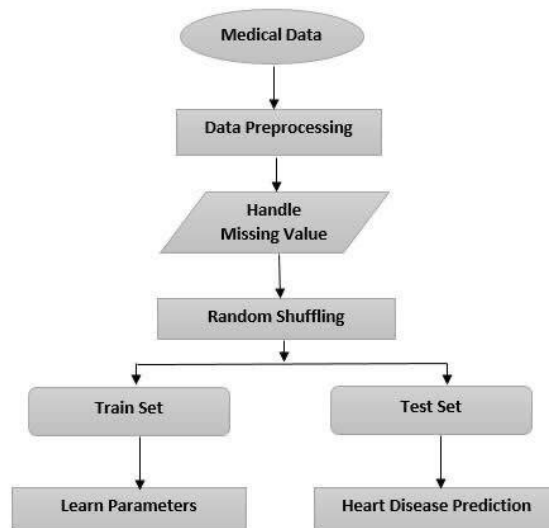 Medical Data
Data Preprocessing
Handle
Missing Value
Random Shuffling
Train Set
Test Set
Learn Parameters
Heart Disease Prediction